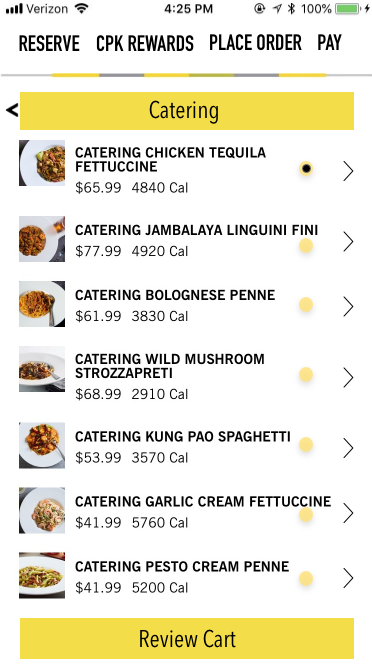 Verizon 4:25 PM 100%
RESERVE CPK REWARDS PLACE ORDER PAY
< Catering
CATERING CHICKEN TEQUILA
FETTUCCINE
$65.99 4840 Cal
CATERING JAMBALAYA LINGUINI FINI
$77.99 4920 Cal
CATERING BOLOGNESE PENNE
$61.99 3830 Cal
CATERING WILD MUSHROOM
STROZZAPRETI
$68.99 2910 Cal
CATERING KUNG PAO SPAGHETTI
$53.99 3570 Cal
CATERING GARLIC CREAM FETTUCCINE
$41.99 5760 Cal
CATERING PESTO CREAM PENNE
$41.99 5200 Cal
Review Cart